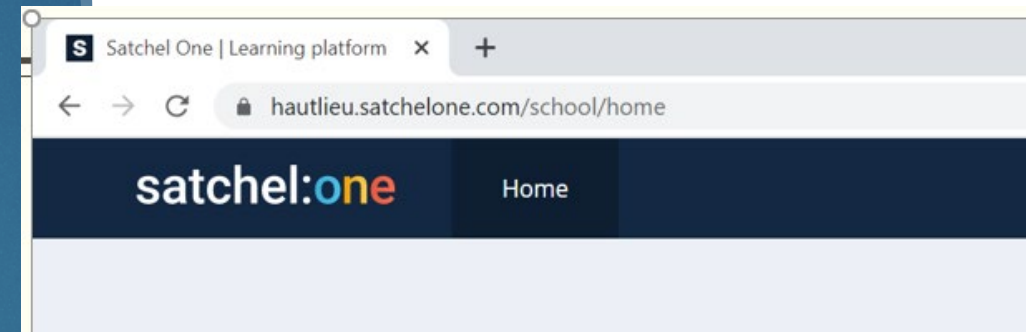 S Satchel One | Learning platform
hautlieu.satchelone.com/school/home
satchel:one Home